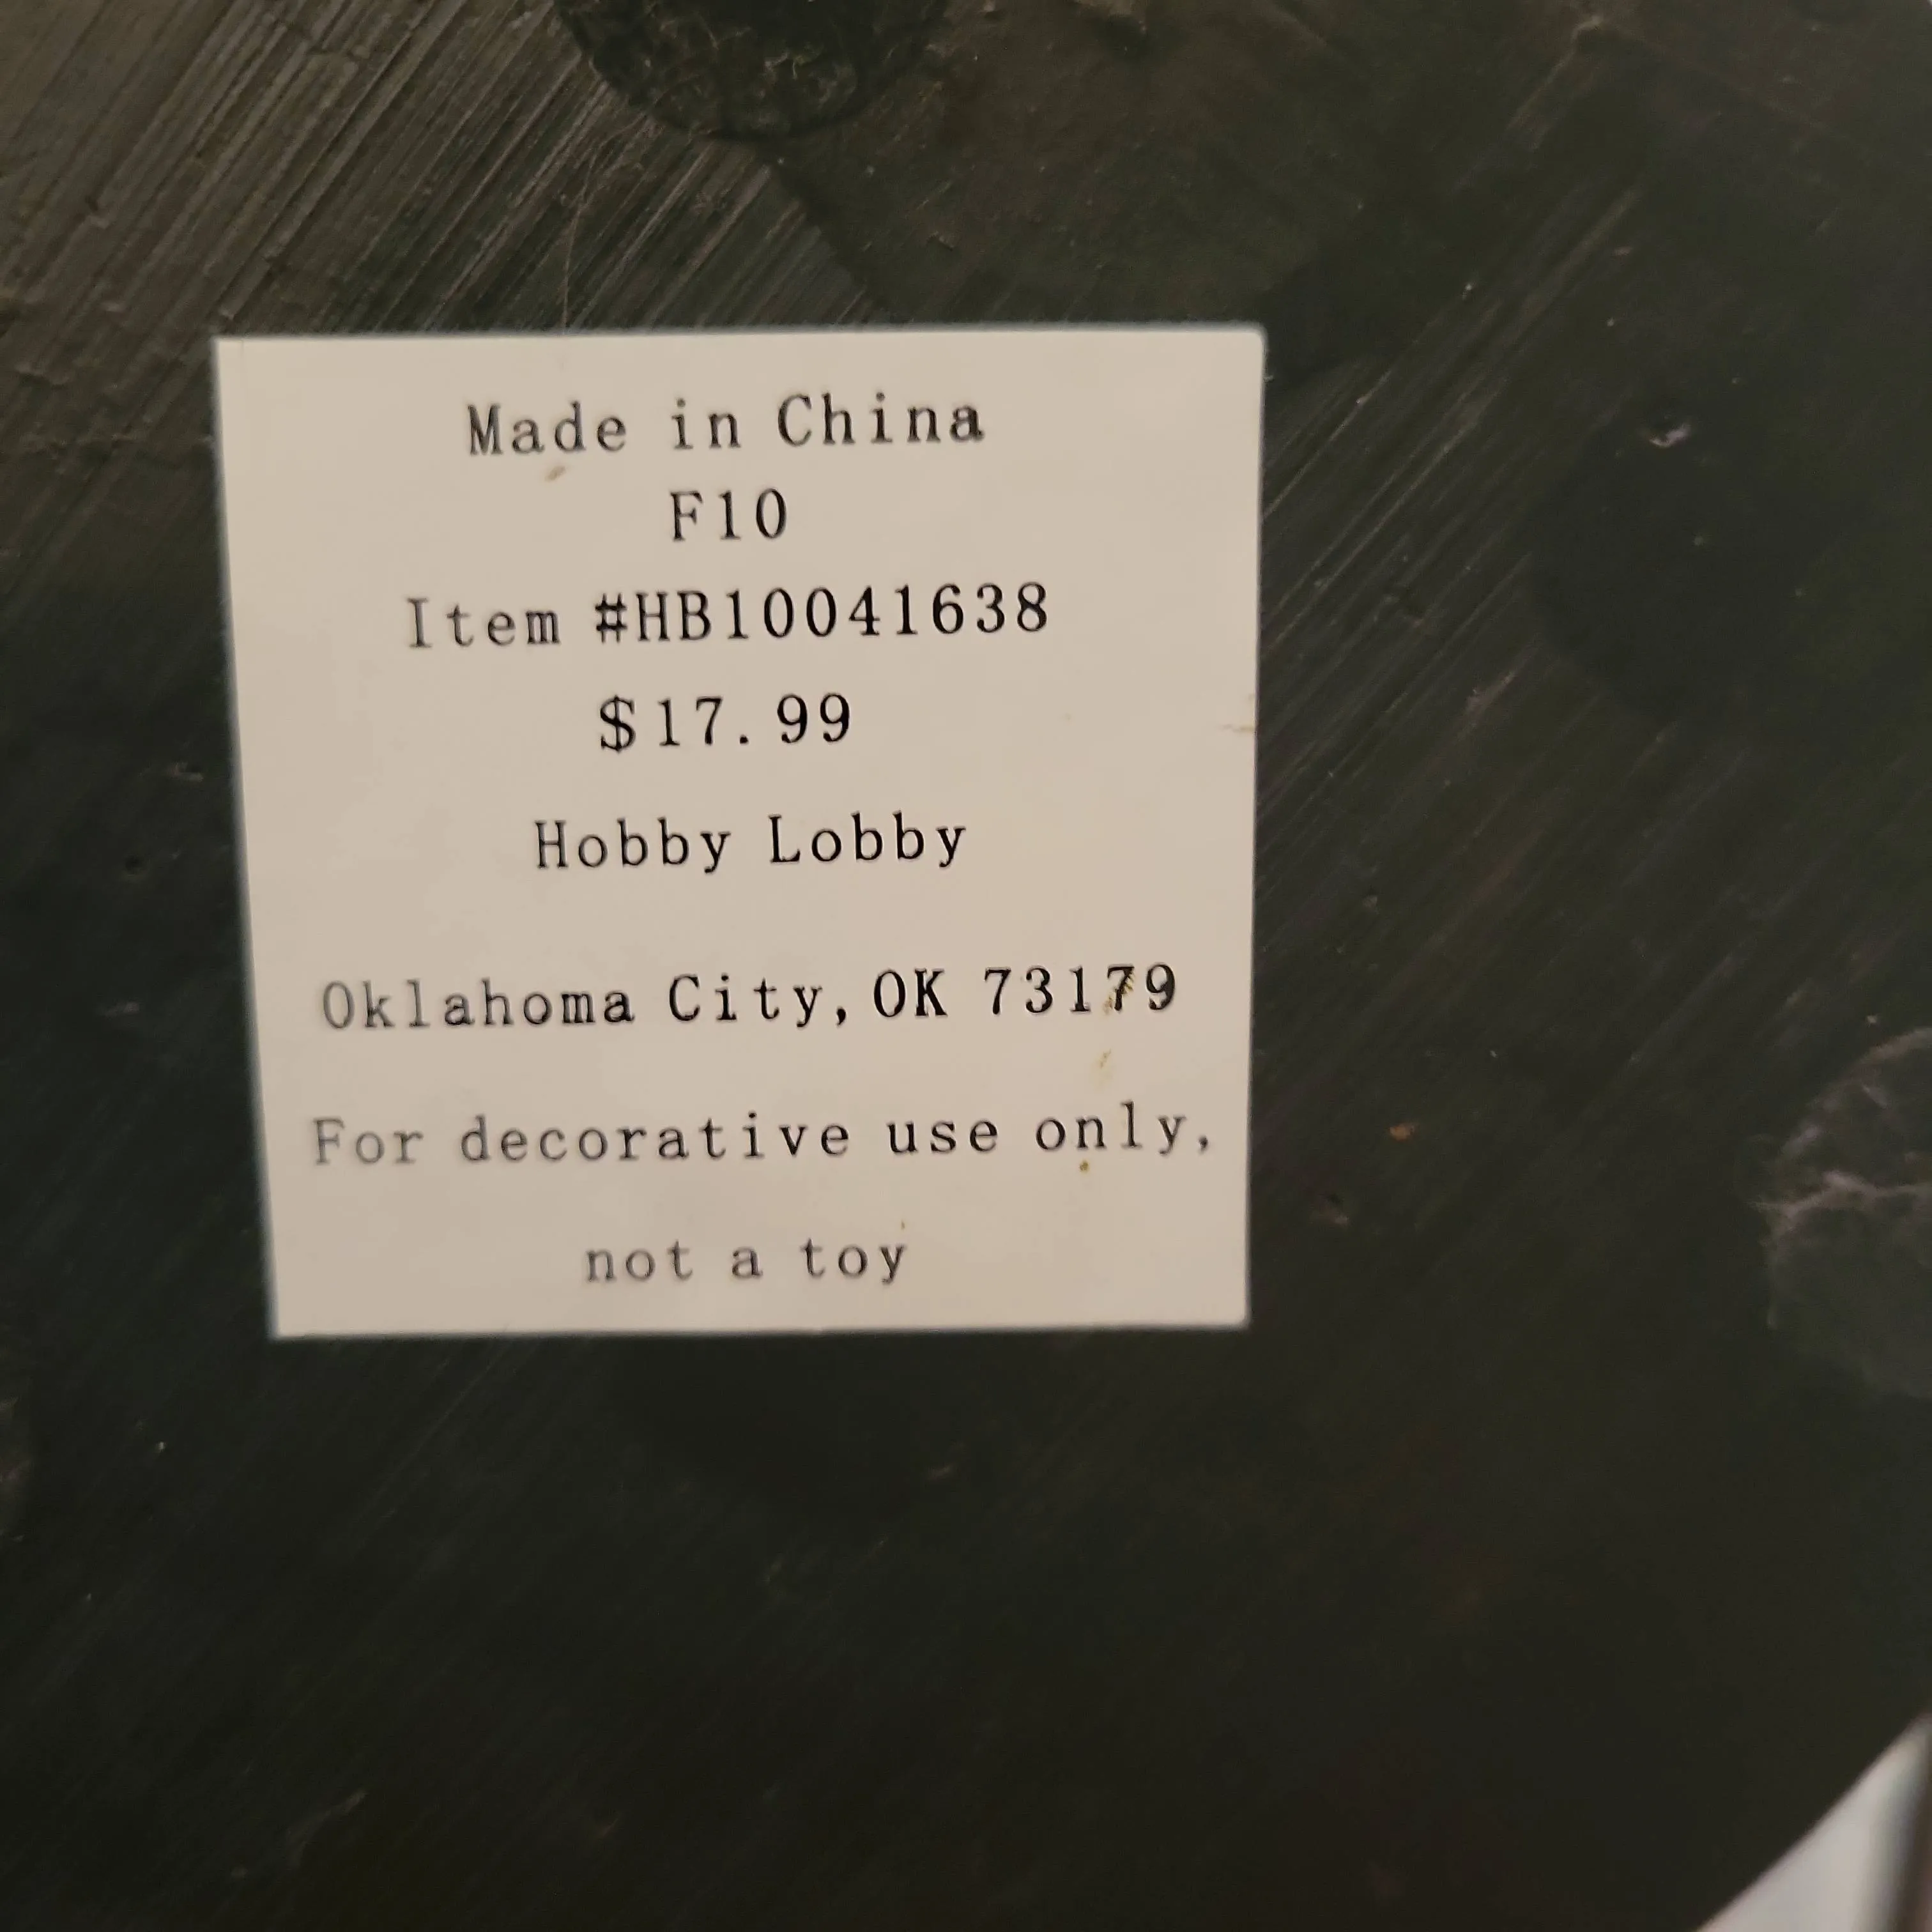 Made in China
F10
Item #HB10041638
$17.99
Hobby Lobby
Oklahoma City, OK 73179
For decorative use only,
not a toy